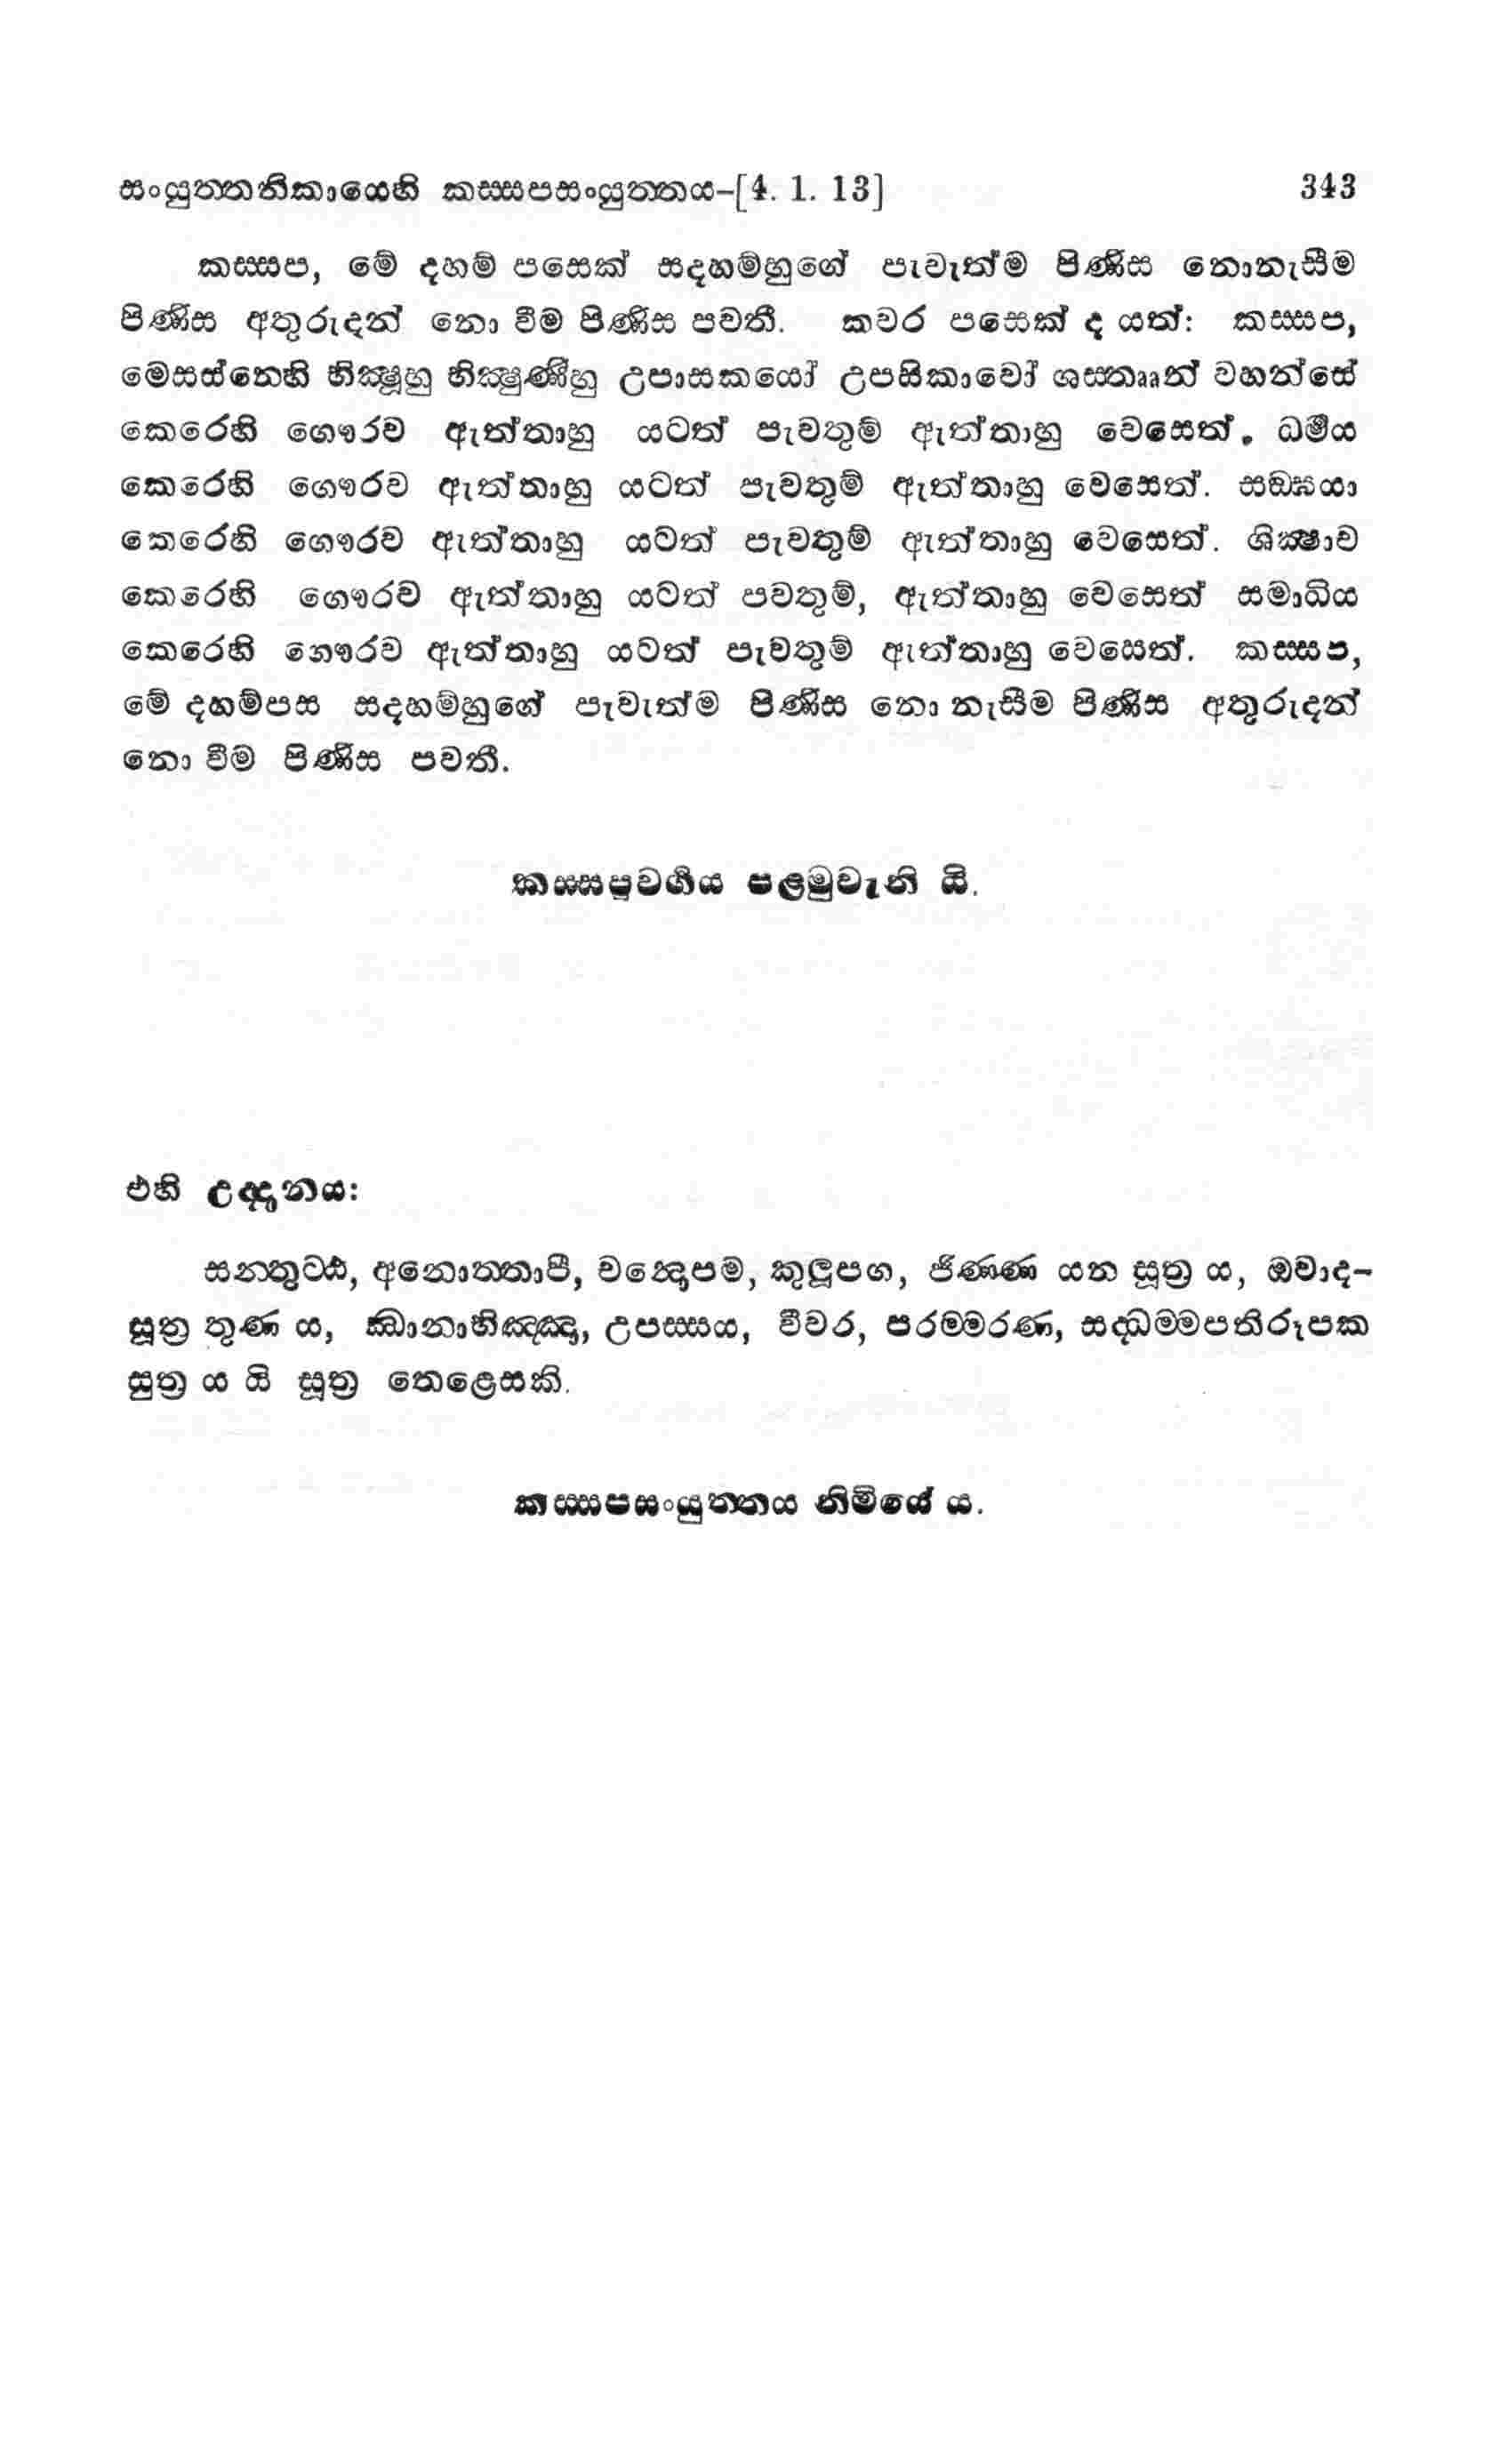 සංයුත්තනිකායෙහි කස්සපසංයුත්තය-[4. 1. 13] 343
කස්සප, මේ දහම් පසෙක් සදහම්හුගේ පැවැත්ම පිණිස නොනැසීම
පිණිස අතුරුදන් නො වීම පිණිස පවතී. කවර පසෙක් ද යත්: කස්සප,
මෙසස්නෙහි භික්‍ෂූහු භික්‍ෂුණීහු උපාසකයෝ උපසිකාවෝ ශස්තෲන් වහන්සේ
කෙරෙහි ගෞරව ඇත්තාහු යටත් පැවතුම් ඇත්තාහු වෙසෙත්. ධර්‍මය
කෙරෙහි ගෞරව ඇත්තාහු යටත් පැවතුම් ඇත්තාහු වෙසෙත්. සඞ්ඝයා
කෙරෙහි ගෞරව ඇත්තාහු යටත් පැවතුම් ඇත්තාහු වෙසෙත්. ශික්‍ෂාව
කෙරෙහි ගෞරව ඇත්තාහු යටත් පවතුම්, ඇත්තාහු වෙසෙත් සමාධිය
කෙරෙහි ගෞරව ඇත්තාහු යටත් පැවතුම් ඇත්තාහු වෙසෙත්. කස්සප,
මේ දහම්පස සදහම්හුගේ පැවැත්ම පිණිස නො නැසීම පිණිස අතුරුදන්
නො වීම පිණිස පවතී.
කස්සපවර්‍ගය පළමුවැනි යි.
එහි උද්දානය:
සන්තුට්ඨ, අනොත්තාපී, චන්දොපම, කුලූපග, ජිණ්ණ යන සූත්‍ර ය, ඔවාද-
සූත්‍ර තුණ ය, ඣානාභිඤ්ඤා, උපස්සය, චීවර, පරම්මරණ, සද්ධම්මපතිරූපක
සුත්‍ර ය යි සූත්‍ර තෙළෙසකි.
කස්සපසංයුත්තය නිමියේ ය.